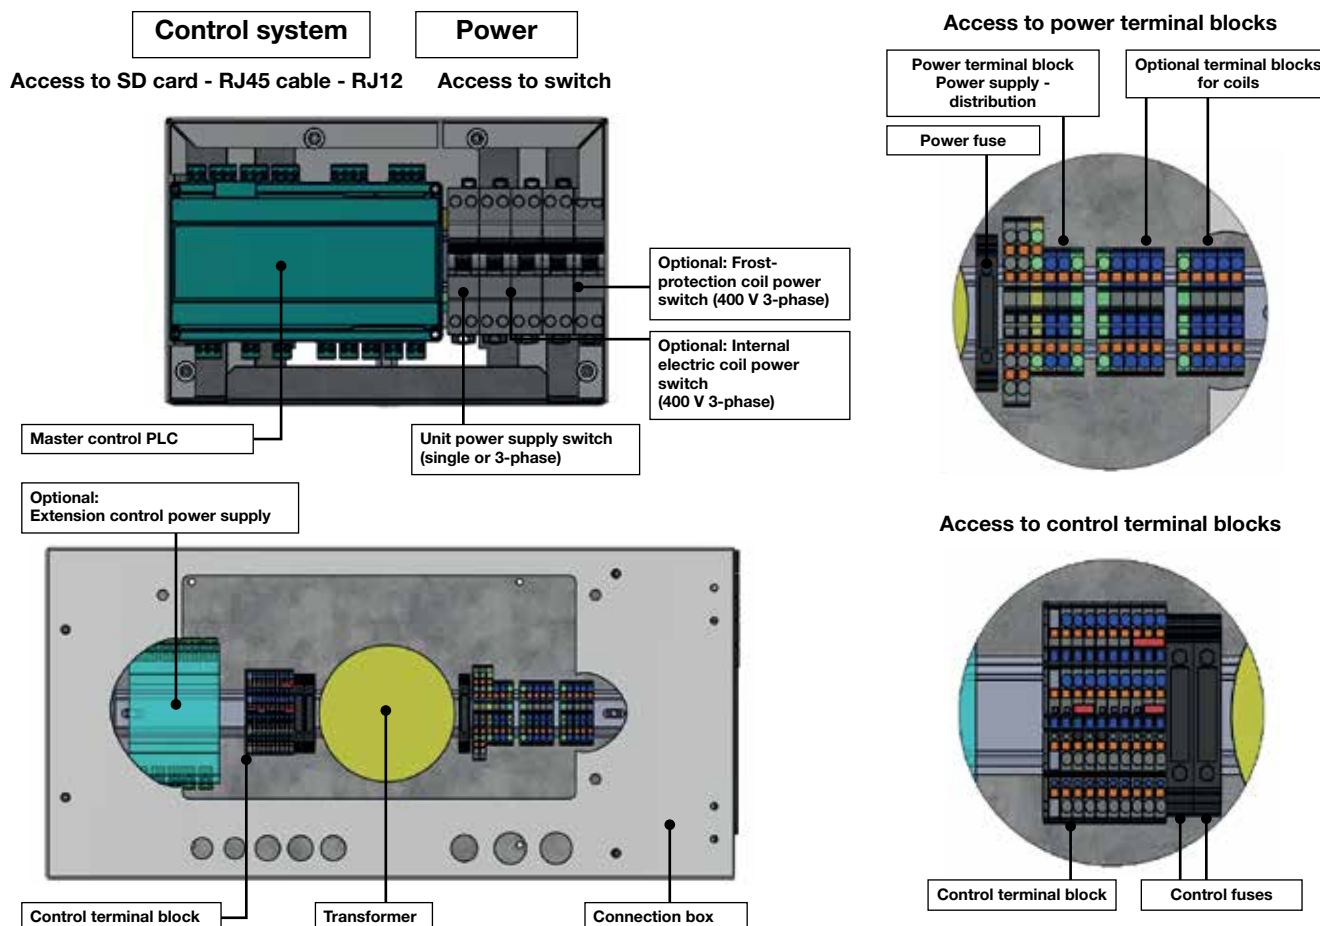 Control system
Power
Access to SD card - RJ45 cable - RJ12
Access to switch
Optional: Frost-
protection coil power
switch (400 V 3-phase)
Optional: Internal
electric coil power
switch
(400 V 3-phase)
Master control PLC
Unit power supply switch
(single or 3-phase)
Optional:
Extension control power supply
Control terminal block
Transformer
Connection box
Access to power terminal blocks
Power terminal block
Power supply -
distribution
Optional terminal blocks
for coils
Power fuse
Access to control terminal blocks
Control terminal block
Control fuses